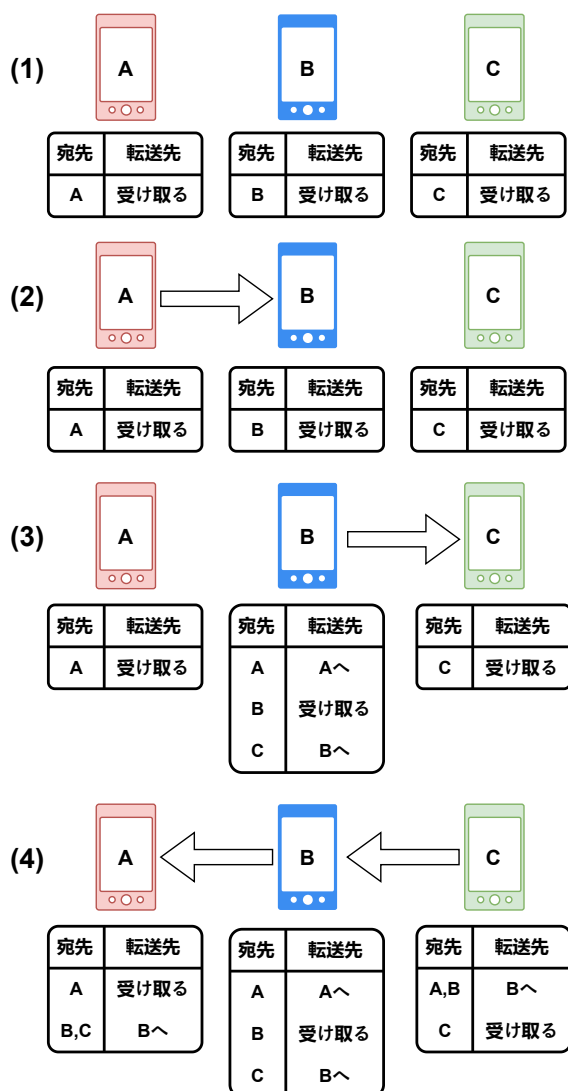 (1) A B C
宛先 転送先 宛先 転送先 宛先 転送先
A 受け取る B 受け取る C 受け取る
(2) A B C
宛先 転送先 宛先 転送先 宛先 転送先
A 受け取る B 受け取る C 受け取る
(3) A B C
宛先 転送先 宛先 転送先 宛先 転送先
A 受け取る A Aへ C 受け取る
B 受け取る
C Bへ
(4) A B C
宛先 転送先 宛先 転送先 宛先 転送先
A 受け取る A Aへ A,B Bへ
B,C Bへ B 受け取る C 受け取る
C Bへ